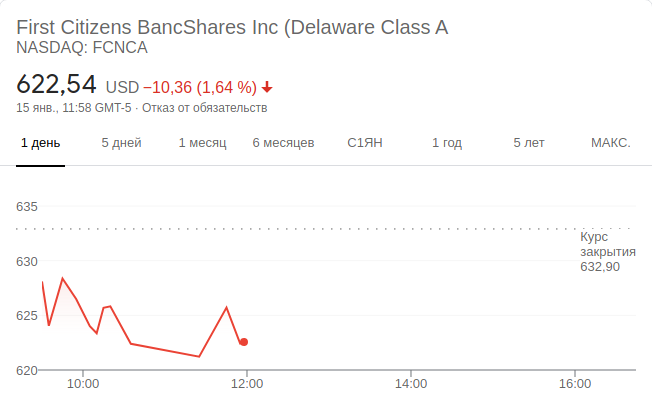 First Citizens BancShares Inc (Delaware Class A
NASDAQ: FCNCA
622,54 USD −10,36 (1,64 %)
15 янв., 11:58 GMT-5 · Отказ от обязательств
1 день 5 дней 1 месяц 6 месяцев С1ЯН 1 год 5 лет МАКС.
635
Курс
закрытия
632,90
630
625
620
10:00 12:00 14:00 16:00